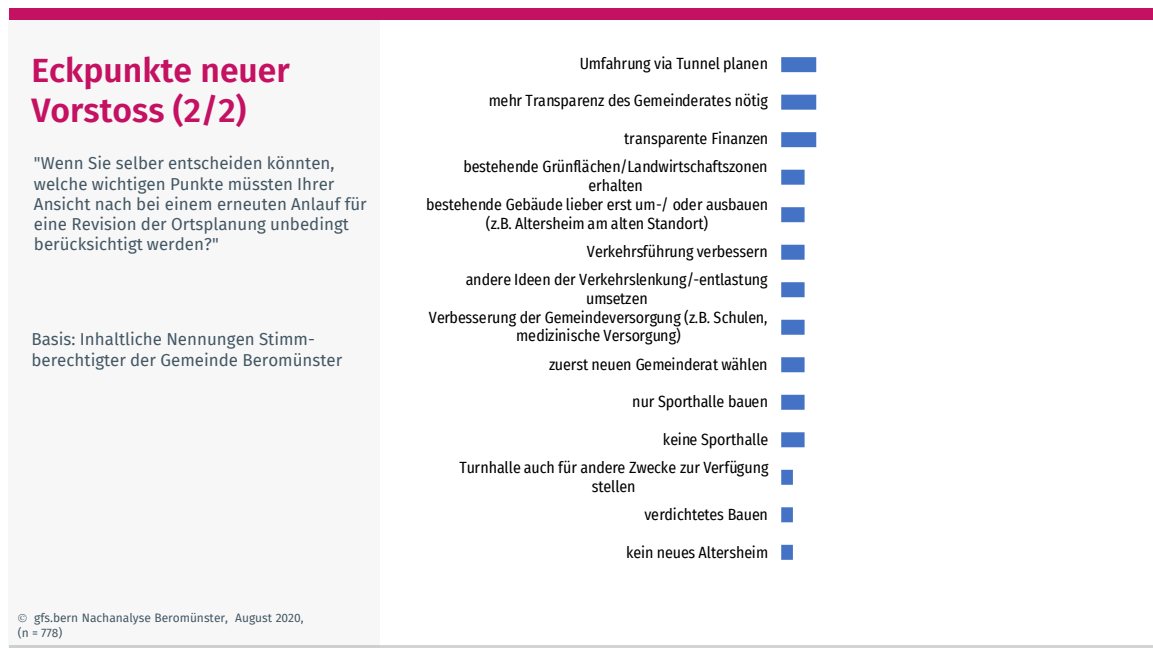 Eckpunkte neuer
Vorstoss (2/2)
"Wenn Sie selber entscheiden könnten,
welche wichtigen Punkte müssten Ihrer
Ansicht nach bei einem erneuten Anlauf für
eine Revision der Ortsplanung unbedingt
berücksichtigt werden?"
Basis: Inhaltliche Nennungen Stimm-
berechtigter der Gemeinde Beromünster
© gfs.bern Nachanalyse Beromünster, August 2020,
(n = 778)
Umfahrung via Tunnel planen
mehr Transparenz des Gemeinderates nötig
transparente Finanzen
bestehende Grünflächen/Landwirtschaftszonen
erhalten
bestehende Gebäude lieber erst um-/ oder ausbauen
(z.B. Altersheim am alten Standort)
Verkehrsführung verbessern
andere Ideen der Verkehrslenkung/-entlastung
umsetzen
Verbesserung der Gemeindeversorgung (z.B. Schulen,
medizinische Versorgung)
zuerst neuen Gemeinderat wählen
nur Sporthalle bauen
keine Sporthalle
Turnhalle auch für andere Zwecke zur Verfügung
stellen
verdichtetes Bauen
kein neues Altersheim